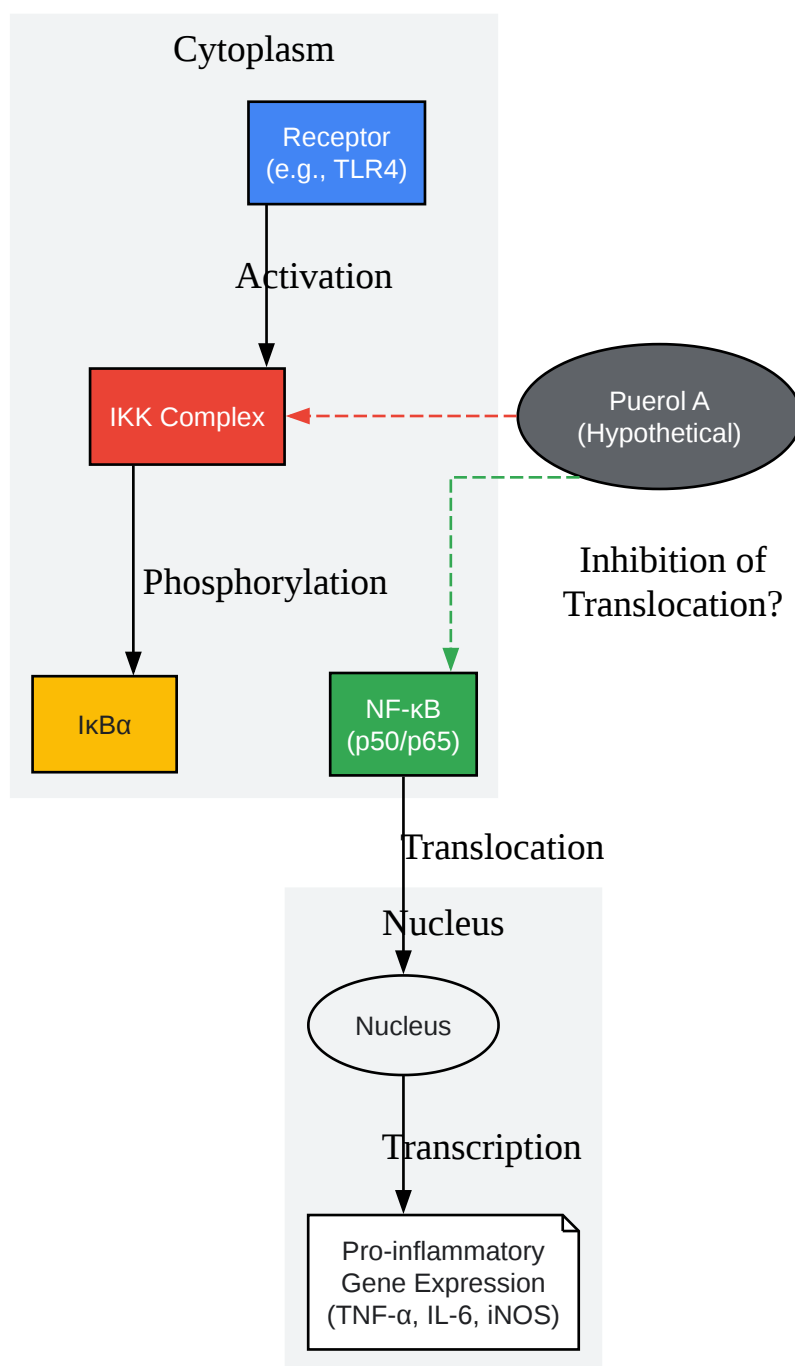 Cytoplasm
Receptor
(e.g., TLR4)
Activation
IKK Complex
Puerol A
(Hypothetical)
Inhibition of
Translocation?
Phosphorylation
IκBα
NF-κB
(p50/p65)
Translocation
Nucleus
Nucleus
Transcription
Pro-inflammatory
Gene Expression
(TNF-α, IL-6, iNOS)